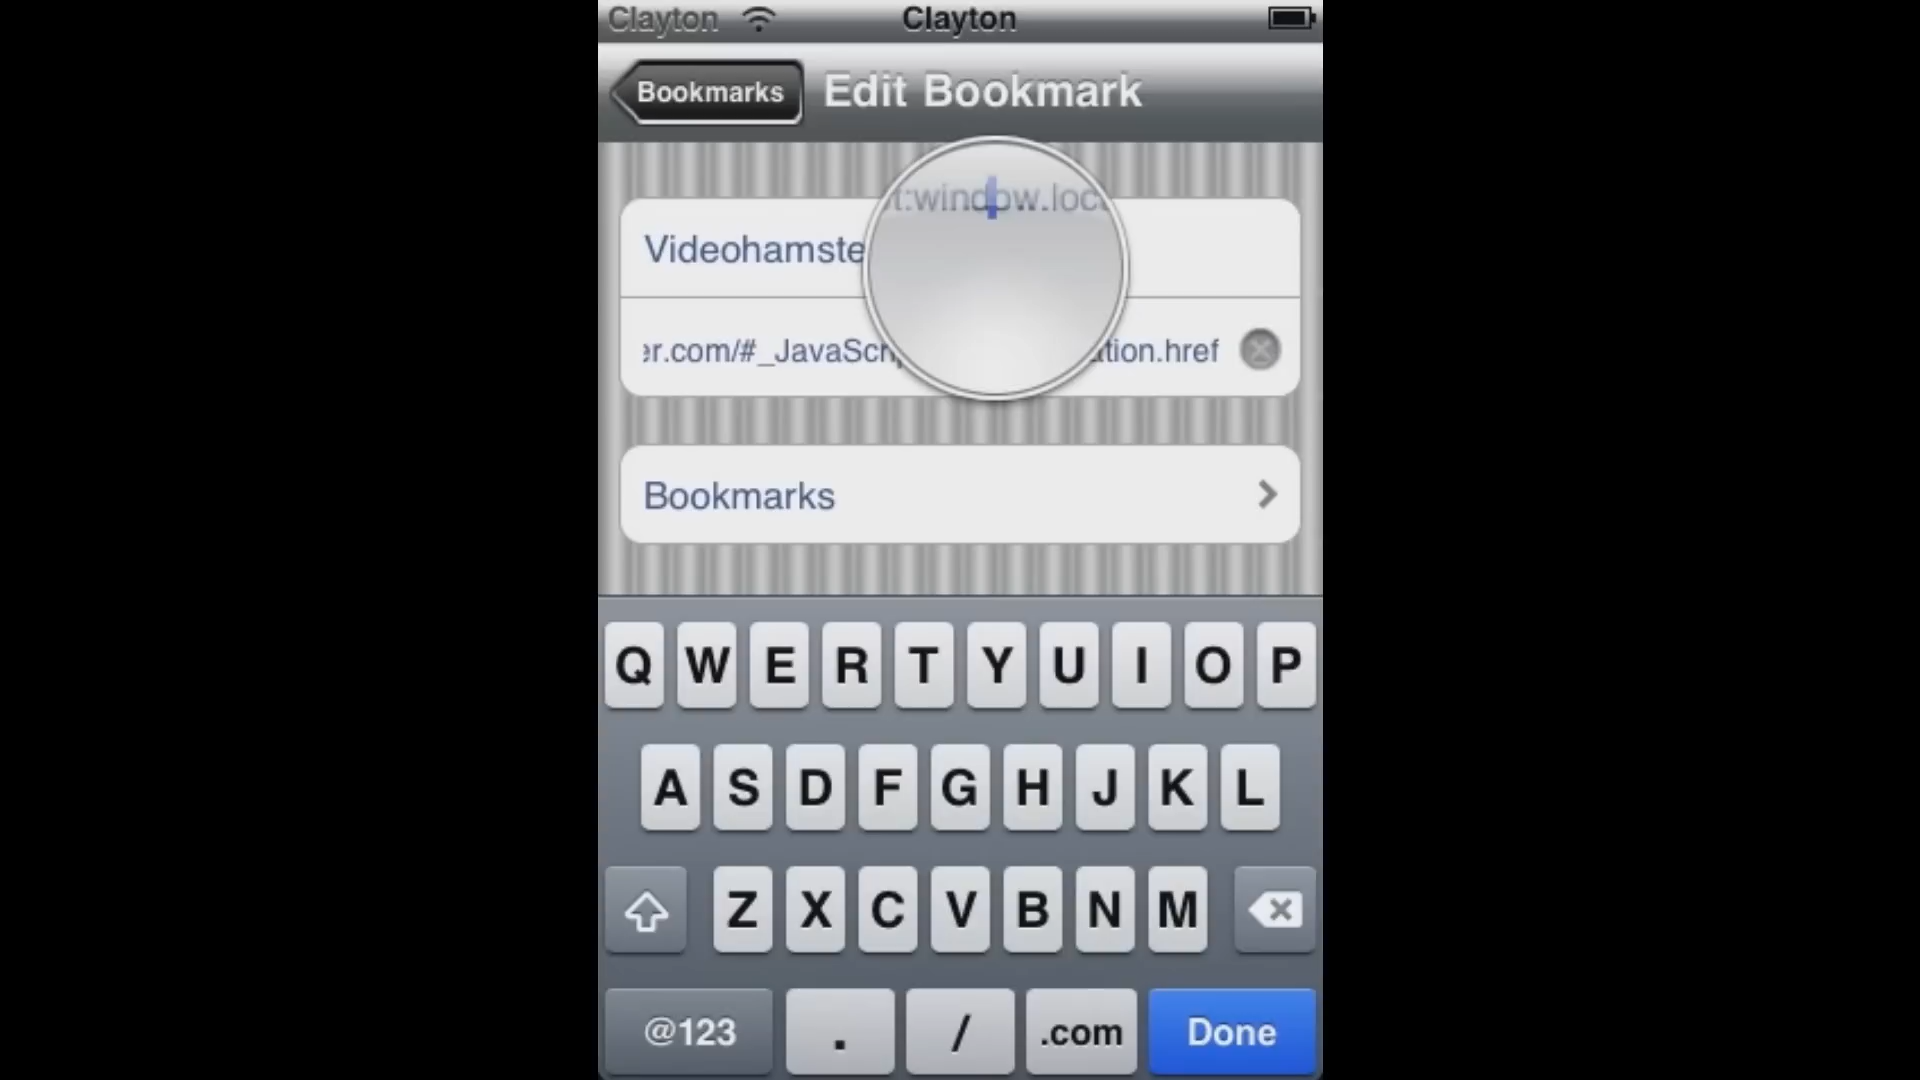 Clayton Clayton
Bookmarks Edit Bookmark
t:window.loc
Videohamste
er.com/#_JavaScr ation.href
Bookmarks
Q W E R T Y U I O P
A S D F G H J K L
Z X C V B N M
@123 . / .com Done